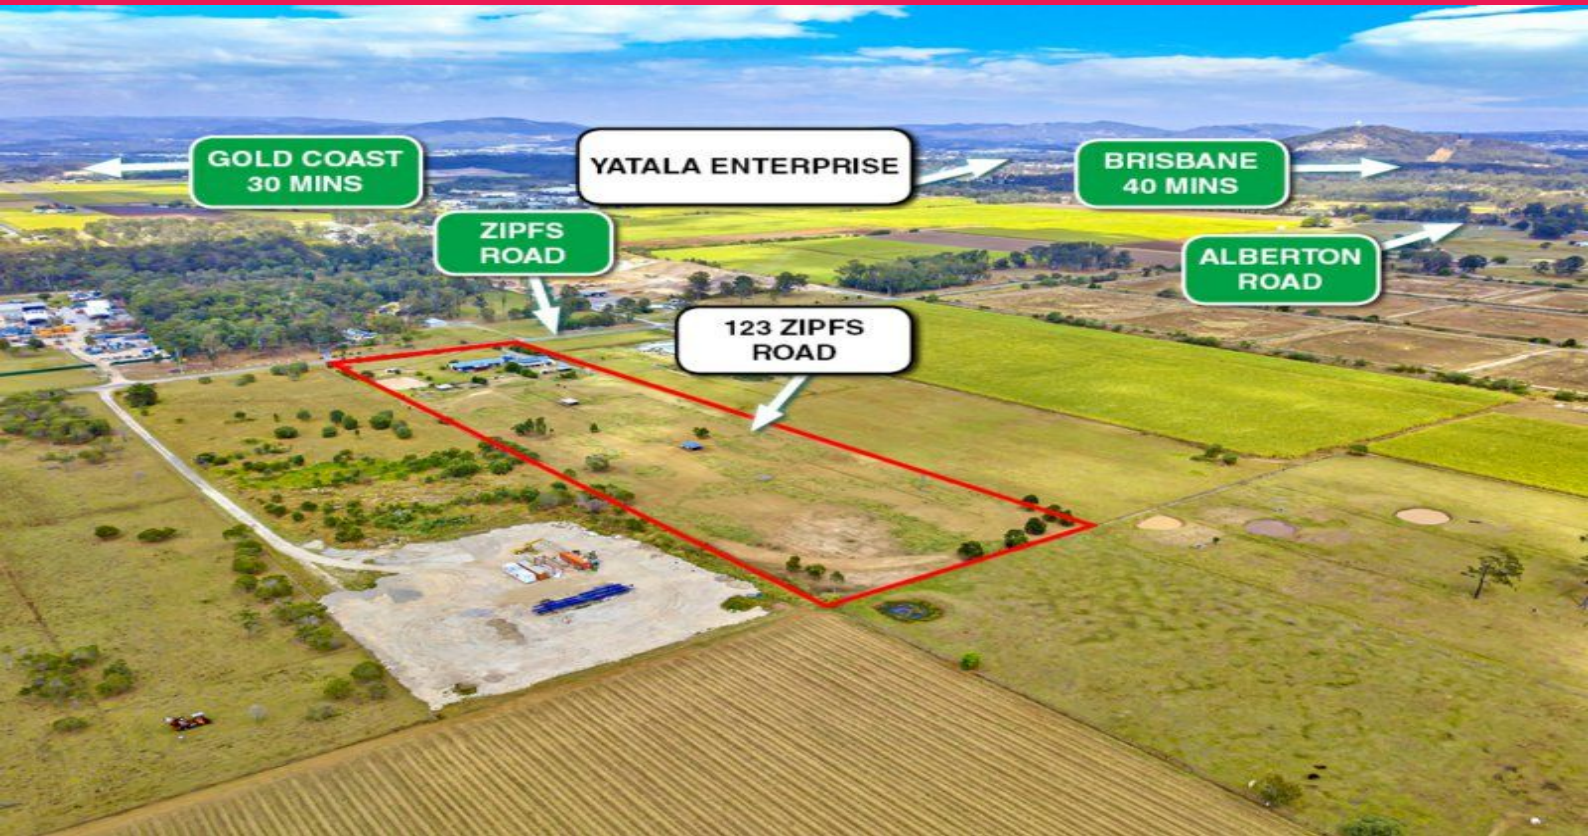 GOLD COAST
30 MINS
YATALA ENTERPRISE
BRISBANE
40 MINS
ZIPFS
ROAD
ALBERTON
ROAD
123 ZIPFS
ROAD